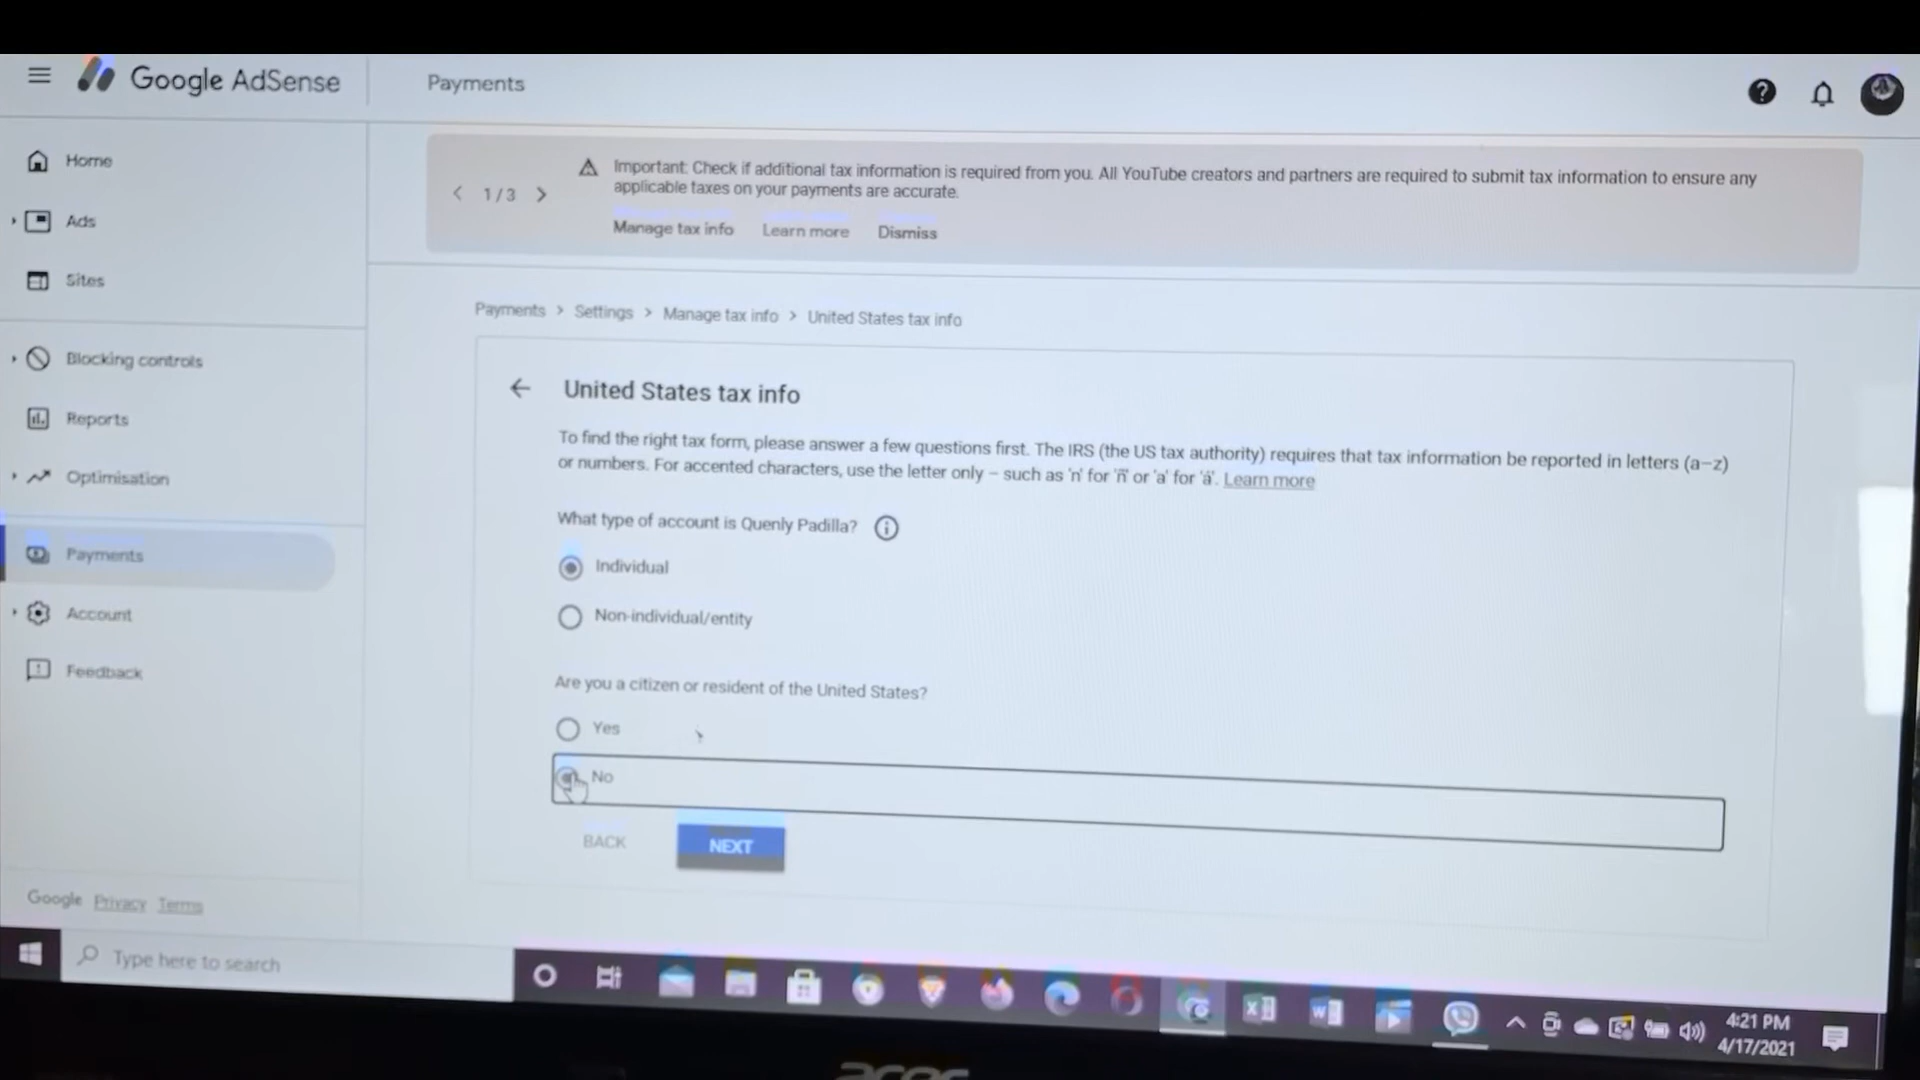 Google AdSense
Payments
Home
Ads
Sites
Blocking controls
Reports
Optimisation
Payments
Account
Feedback
Google Privacy Terms
1/3
Important: Check if additional tax information is required from you. All YouTube creators and partners are required to submit tax information to ensure any
applicable taxes on your payments are accurate.
Manage tax info Learn more Dismiss
Payments > Settings > Manage tax info > United States tax info
United States tax info
To find the right tax form, please answer a few questions first. The IRS (the US tax authority) requires that tax information be reported in letters (a–z)
or numbers. For accented characters, use the letter only – such as 'n' for 'ñ' or 'a' for 'á'. Learn more
What type of account is Quenly Padilla?
Individual
Non-individual/entity
Are you a citizen or resident of the United States?
Yes
No
BACK NEXT
Type here to search
4:21 PM
4/17/2021
acer